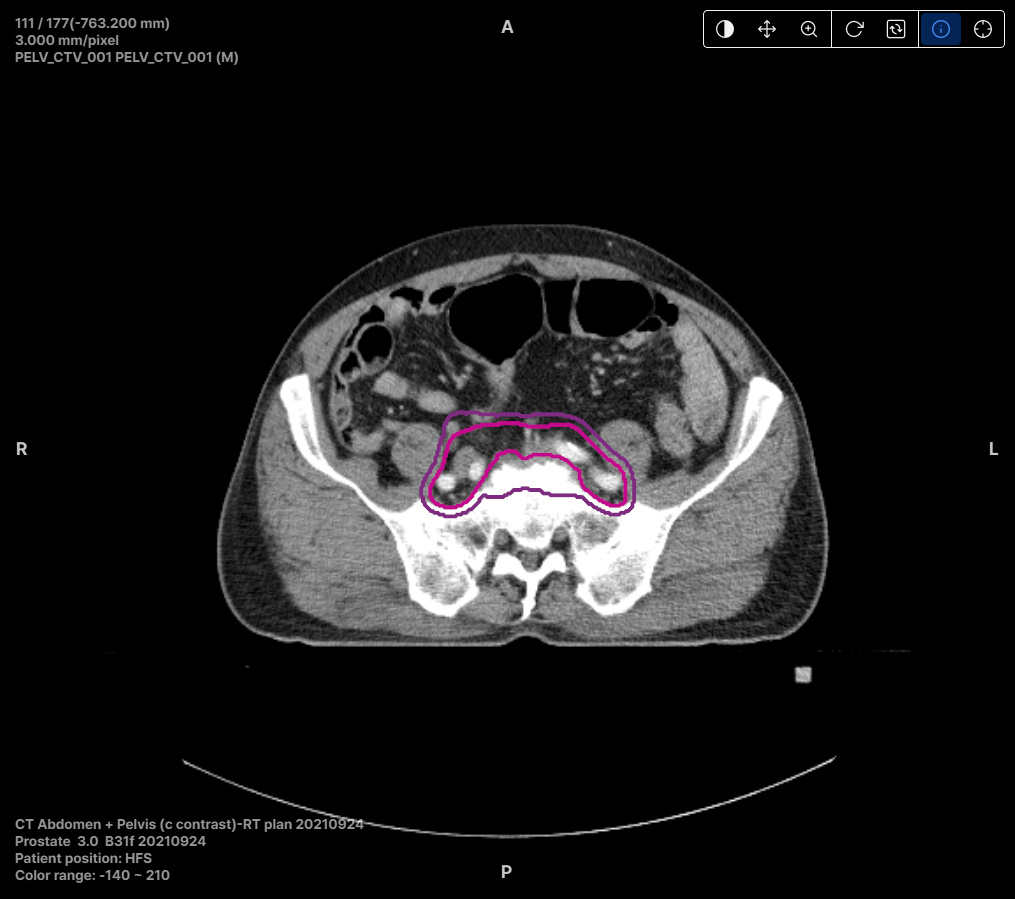 111 / 177(-763.200 mm)
3.000 mm/pixel
PELV_CTV_001 PELV_CTV_001 (M)
A
R
L
CT Abdomen + Pelvis (c contrast)-RT plan 20210924
Prostate 3.0 B31f 20210924
Patient position: HFS
Color range: -140 ~ 210
P